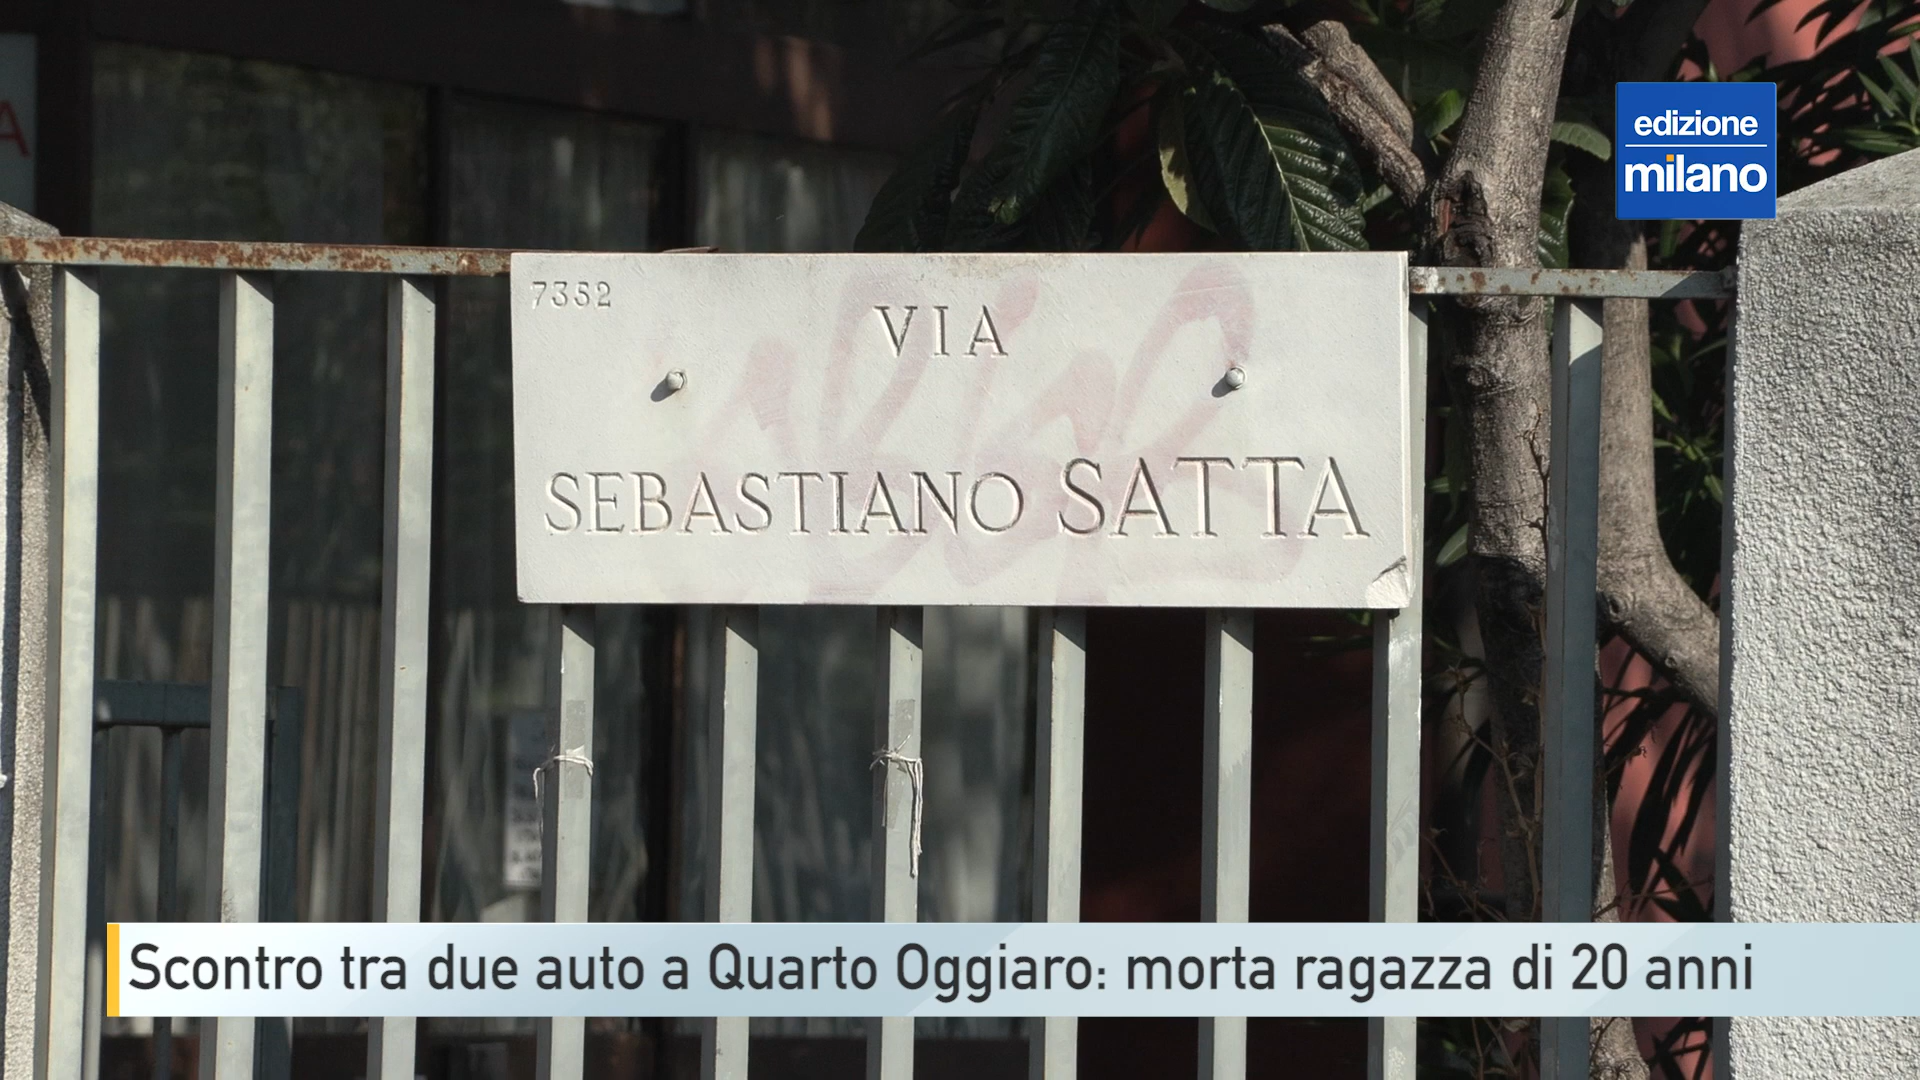 A
edizione
milano
7352
VIA
SEBASTIANO SATTA
Scontro tra due auto a Quarto Oggiaro: morta ragazza di 20 anni